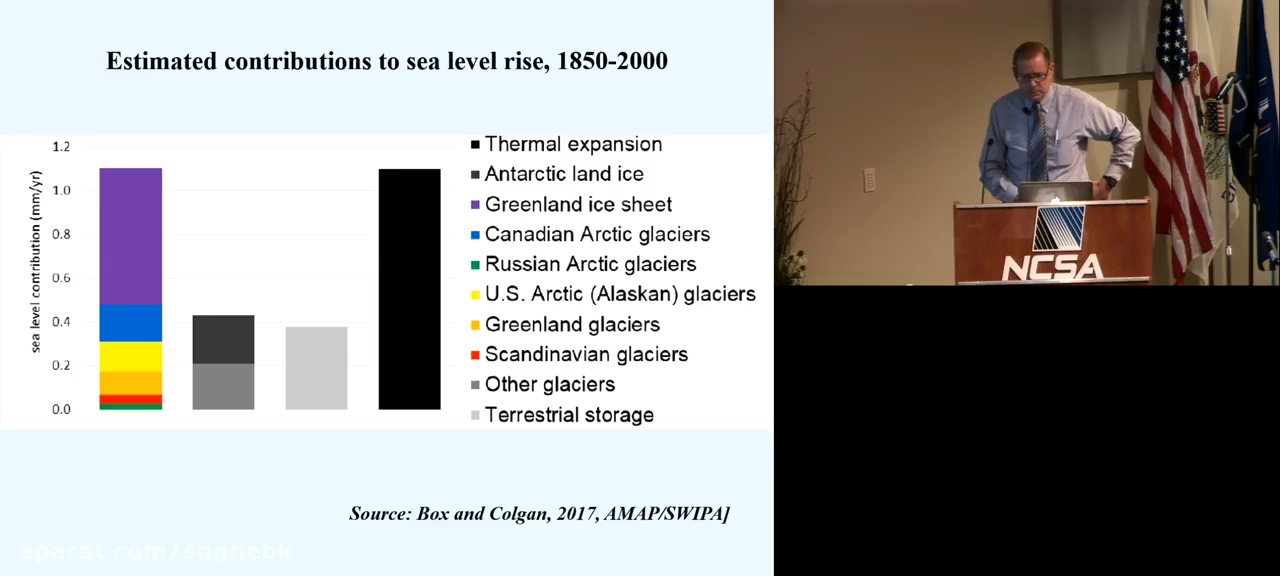 Estimated contributions to sea level rise, 1850-2000
sea level contribution (mm/yr)
1.2
1.0
0.8
0.6
0.4
0.2
0.0
Thermal expansion
Antarctic land ice
Greenland ice sheet
Canadian Arctic glaciers
Russian Arctic glaciers
U.S. Arctic (Alaskan) glaciers
Greenland glaciers
Scandinavian glaciers
Other glaciers
Terrestrial storage
Source: Box and Colgan, 2017, AMAP/SWIPA]
aparat.com/saghebk
NCSA